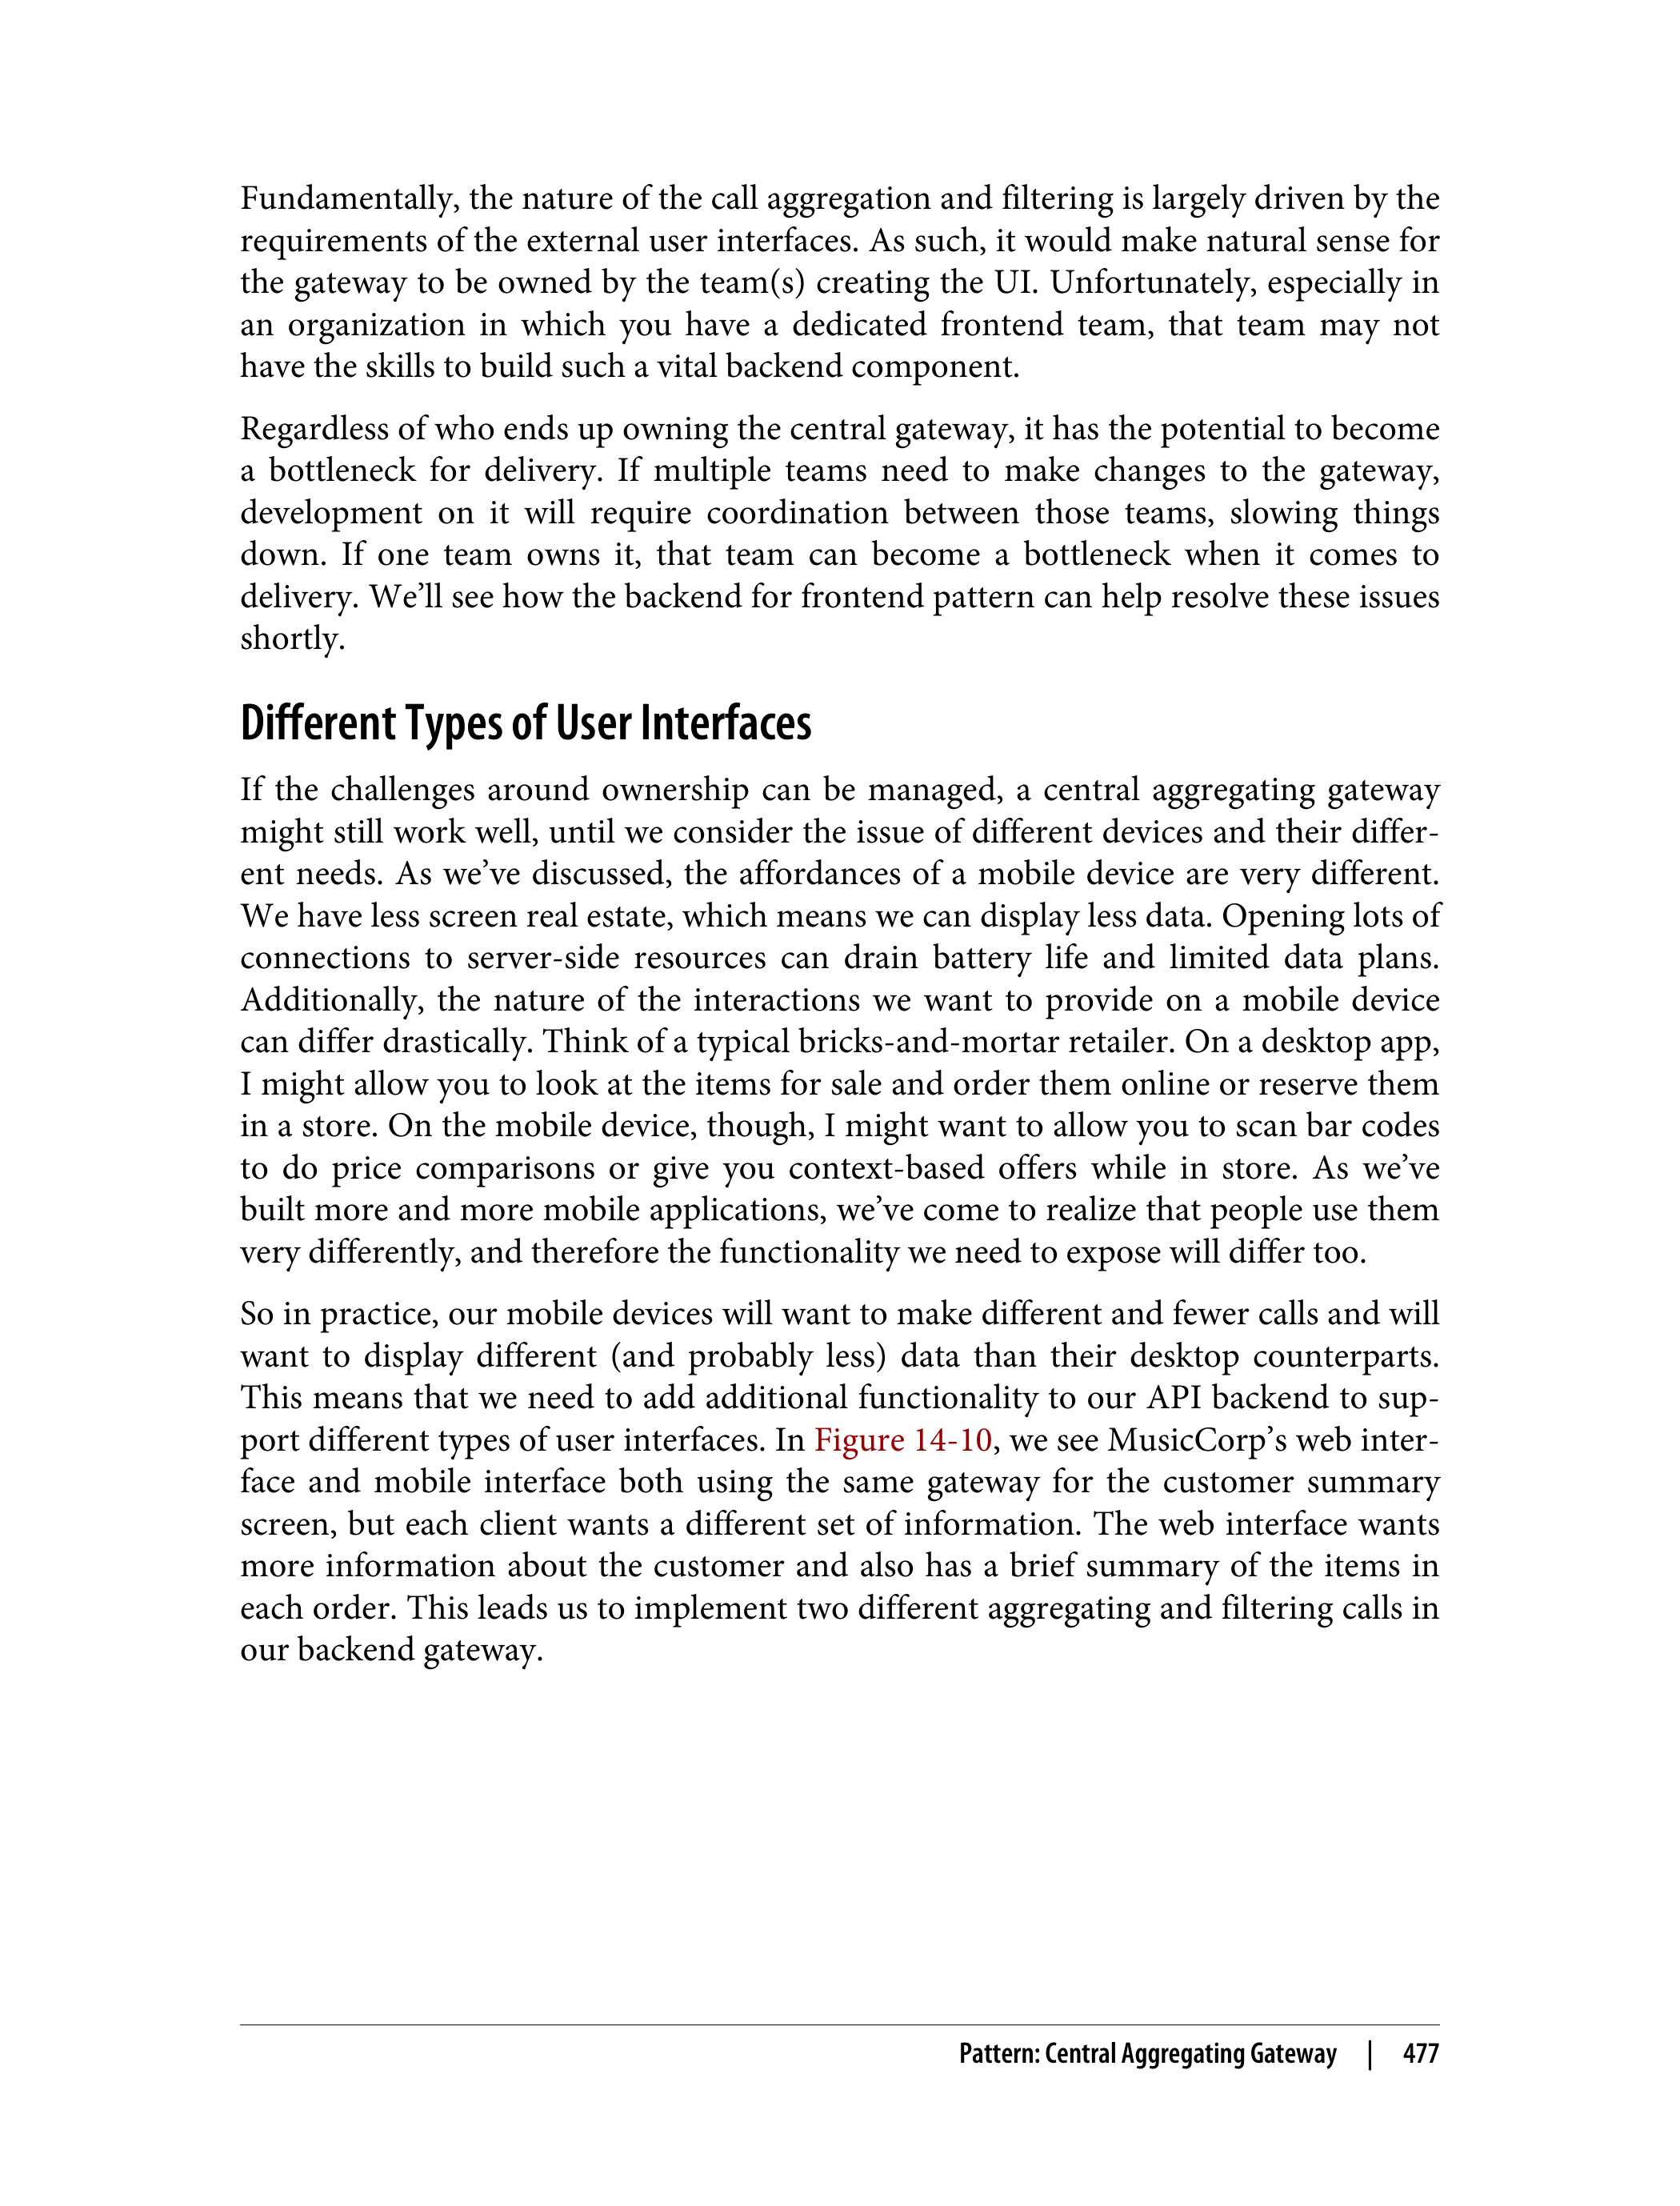 Fundamentally, the nature of the call aggregation and filtering is largely driven by the
requirements of the external user interfaces. As such, it would make natural sense for
the gateway to be owned by the team(s) creating the UI. Unfortunately, especially in
an organization in which you have a dedicated frontend team, that team may not
have the skills to build such a vital backend component.
Regardless of who ends up owning the central gateway, it has the potential to become
a bottleneck for delivery. If multiple teams need to make changes to the gateway,
development on it will require coordination between those teams, slowing things
down. If one team owns it, that team can become a bottleneck when it comes to
delivery. We’ll see how the backend for frontend pattern can help resolve these issues
shortly.
Different Types of User Interfaces
If the challenges around ownership can be managed, a central aggregating gateway
might still work well, until we consider the issue of different devices and their differ-
ent needs. As we’ve discussed, the affordances of a mobile device are very different.
We have less screen real estate, which means we can display less data. Opening lots of
connections to server-side resources can drain battery life and limited data plans.
Additionally, the nature of the interactions we want to provide on a mobile device
can differ drastically. Think of a typical bricks-and-mortar retailer. On a desktop app,
I might allow you to look at the items for sale and order them online or reserve them
in a store. On the mobile device, though, I might want to allow you to scan bar codes
to do price comparisons or give you context-based offers while in store. As we’ve
built more and more mobile applications, we’ve come to realize that people use them
very differently, and therefore the functionality we need to expose will differ too.
So in practice, our mobile devices will want to make different and fewer calls and will
want to display different (and probably less) data than their desktop counterparts.
This means that we need to add additional functionality to our API backend to sup-
port different types of user interfaces. In Figure 14-10, we see MusicCorp’s web inter-
face and mobile interface both using the same gateway for the customer summary
screen, but each client wants a different set of information. The web interface wants
more information about the customer and also has a brief summary of the items in
each order. This leads us to implement two different aggregating and filtering calls in
our backend gateway.
Pattern: Central Aggregating Gateway | 477